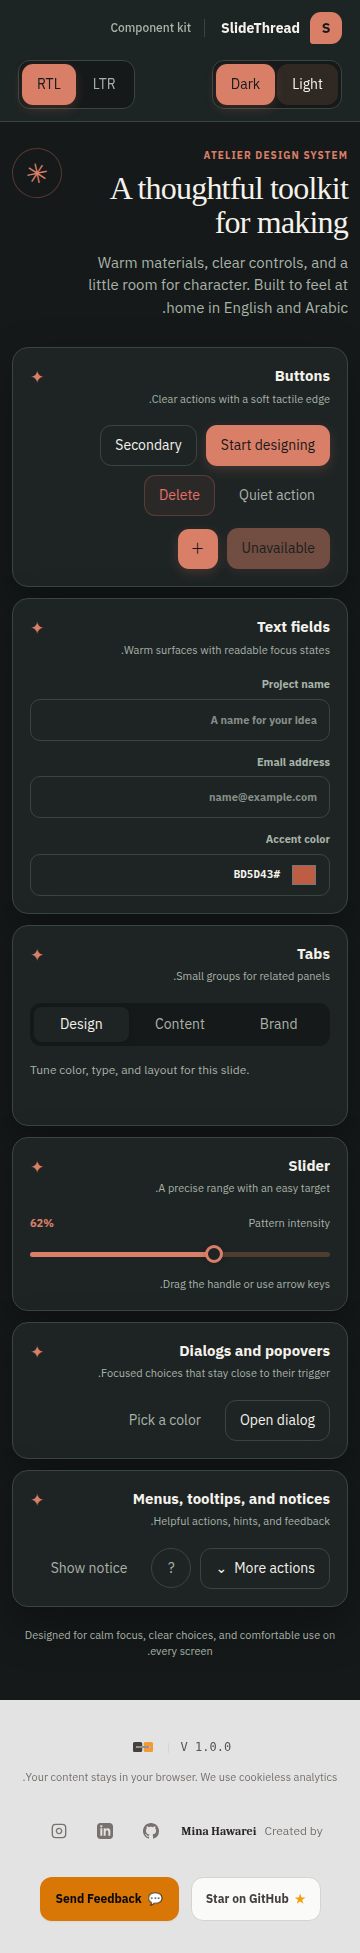 S SlideThread Component kit
Dark Light RTL LTR
ATELIER DESIGN SYSTEM
A thoughtful toolkit
for making
Warm materials, clear controls, and a
little room for character. Built to feel at
.home in English and Arabic
Buttons
.Clear actions with a soft tactile edge
Start designing Secondary
Quiet action Delete
Unavailable +
Text fields
.Warm surfaces with readable focus states
Project name
A name for your idea
Email address
name@example.com
Accent color
BD5D43#
Tabs
.Small groups for related panels
Design Content Brand
Tune color, type, and layout for this slide.
Slider
.A precise range with an easy target
Pattern intensity 62%
.Drag the handle or use arrow keys
Dialogs and popovers
.Focused choices that stay close to their trigger
Open dialog Pick a color
Menus, tooltips, and notices
.Helpful actions, hints, and feedback
More actions ? Show notice
Designed for calm focus, clear choices, and comfortable use on
.every screen
V 1.0.0
.Your content stays in your browser. We use cookieless analytics
Created by Mina Hawarei
Star on GitHub Send Feedback